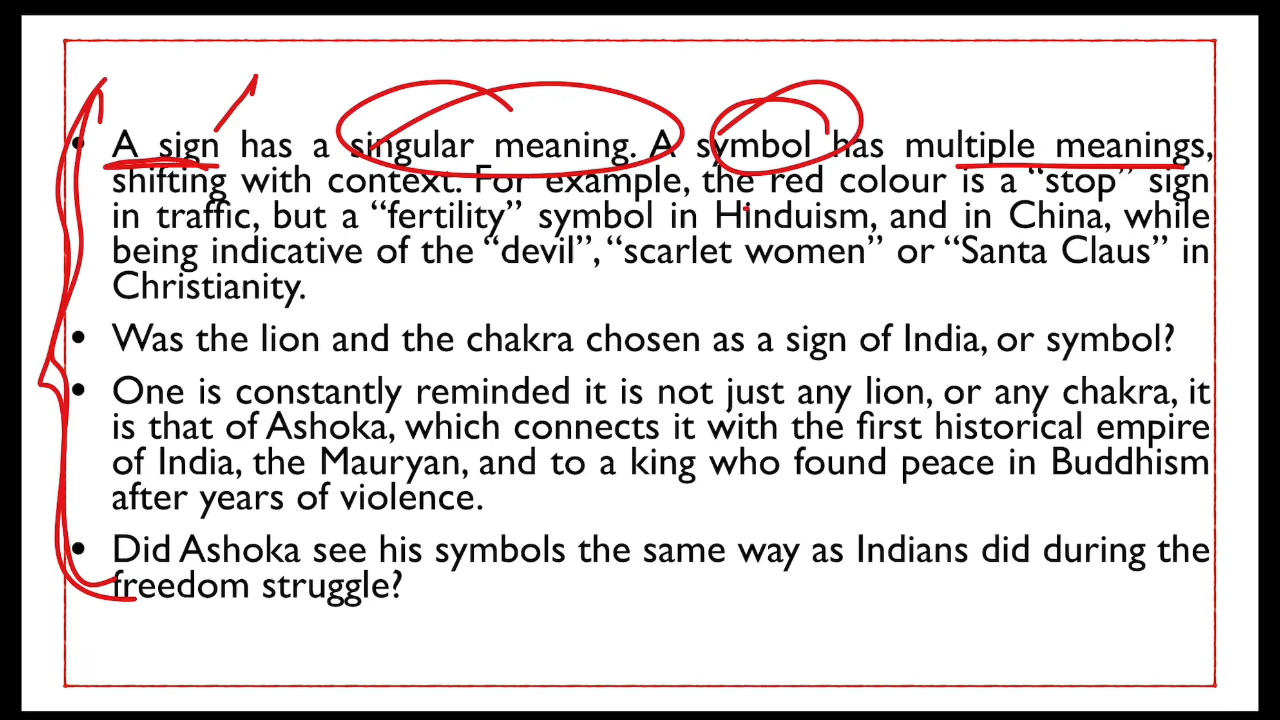 • A sign has a singular meaning. A symbol has multiple meanings,
shifting with context. For example, the red colour is a “stop” sign
in traffic, but a “fertility” symbol in Hinduism, and in China, while
being indicative of the “devil”, “scarlet women” or “Santa Claus” in
Christianity.
• Was the lion and the chakra chosen as a sign of India, or symbol?
• One is constantly reminded it is not just any lion, or any chakra, it
is that of Ashoka, which connects it with the first historical empire
of India, the Mauryan, and to a king who found peace in Buddhism
after years of violence.
• Did Ashoka see his symbols the same way as Indians did during the
freedom struggle?